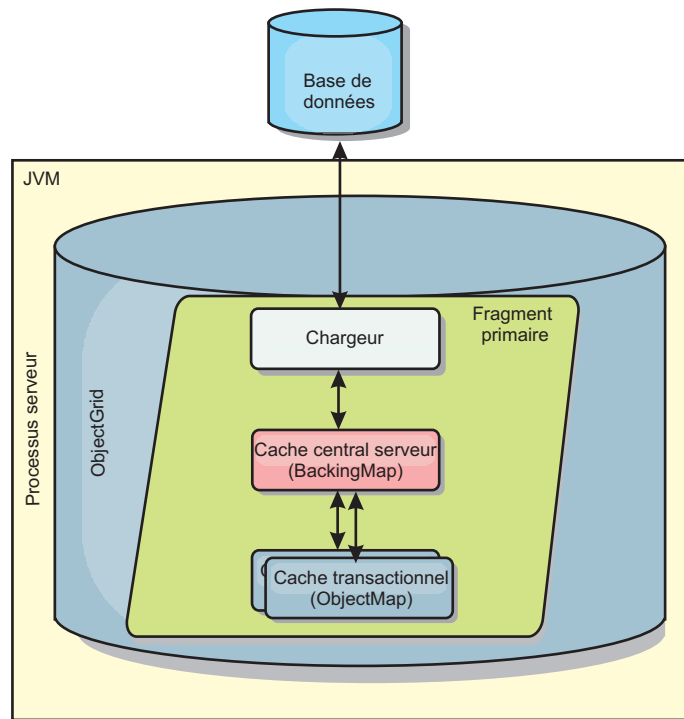 Base de
données
JVM
Processus serveur
ObjectGrid
Fragment
primaire
Chargeur
Cache central serveur
(BackingMap)
Cache transactionnel
(ObjectMap)